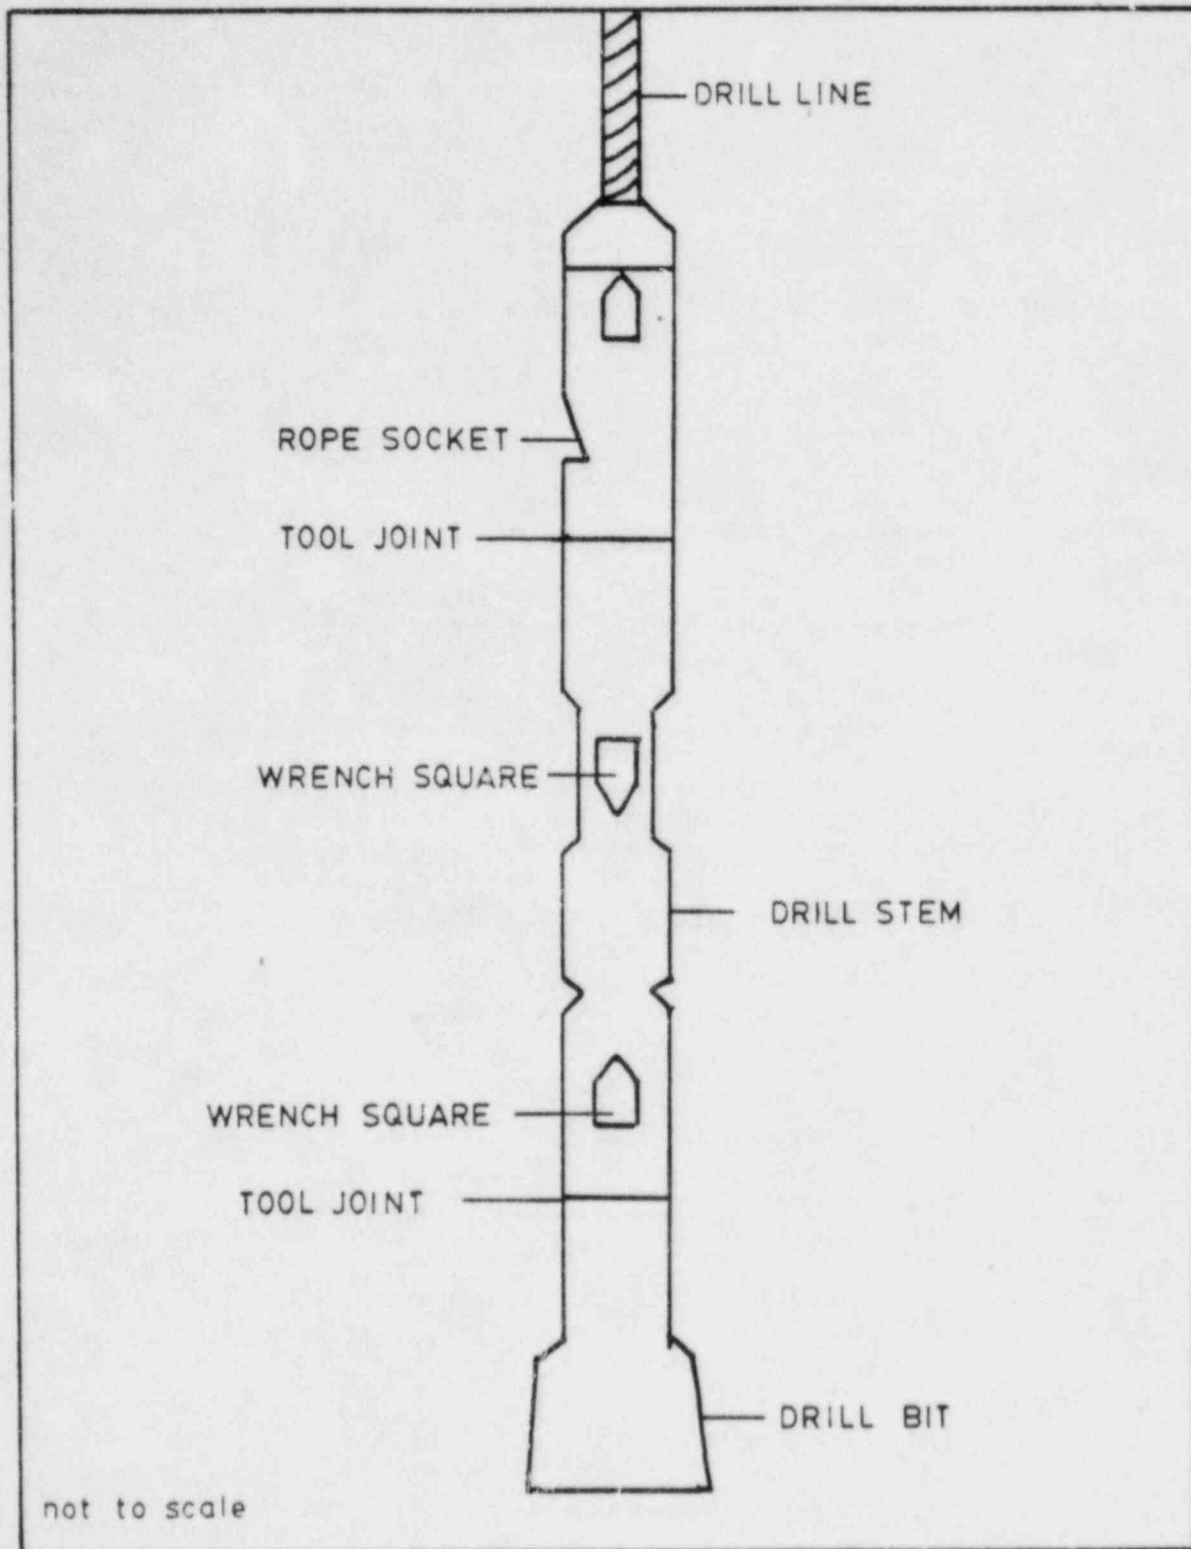 DRILL LINE
ROPE SOCKET
TOOL JOINT
WRENCH SQUARE
DRILL STEM
WRENCH SQUARE
TOOL JOINT
DRILL BIT
not to scale